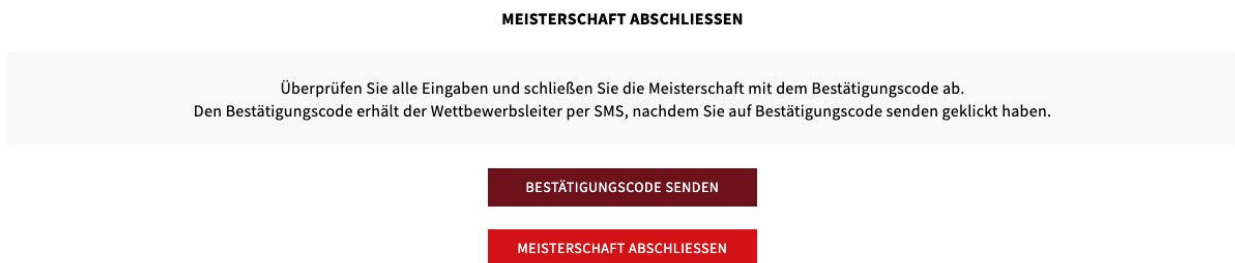 MEISTERSCHAFT ABSCHLIESSEN
Überprüfen Sie alle Eingaben und schließen Sie die Meisterschaft mit dem Bestätigungscode ab.
Den Bestätigungscode erhält der Wettbewerbsleiter per SMS, nachdem Sie auf Bestätigungscode senden geklickt haben.
BESTÄTIGUNGSCODE SENDEN
MEISTERSCHAFT ABSCHLIESSEN